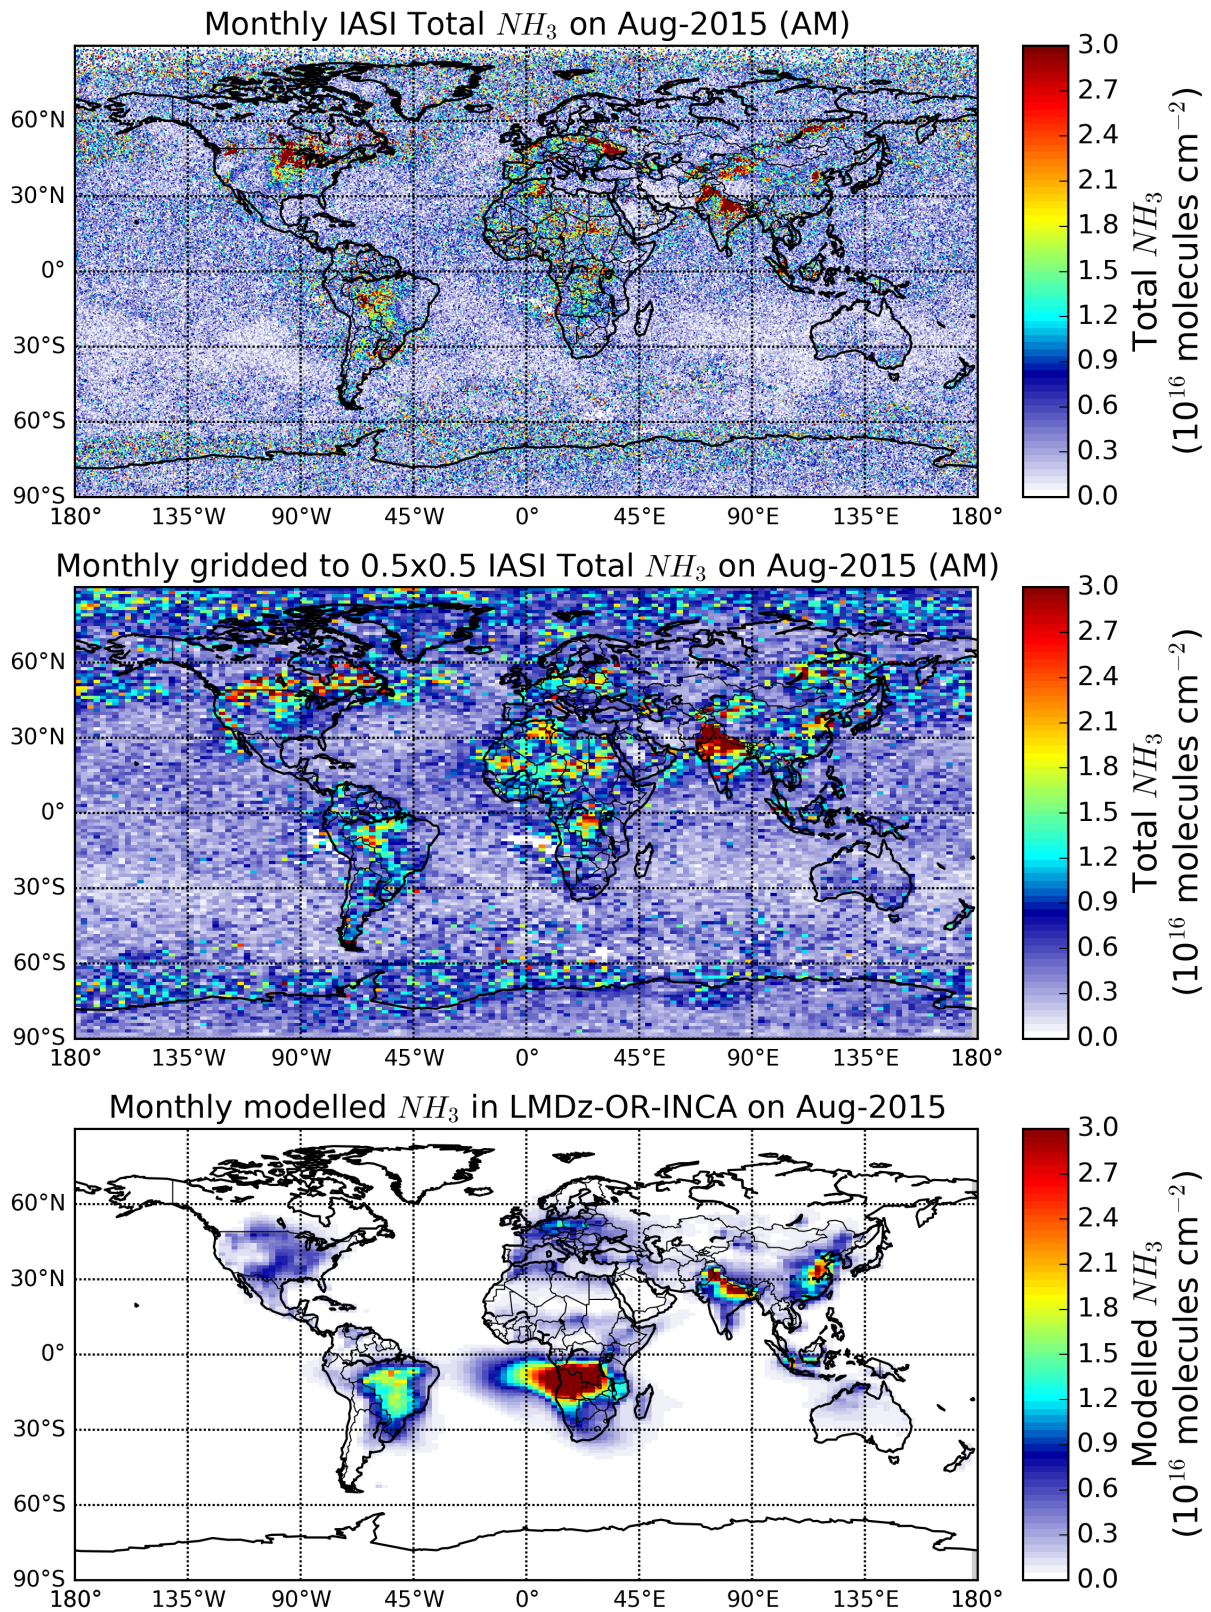 Monthly IASI Total NH₃ on Aug-2015 (AM)
60°N
30°N
0°
30°S
60°S
90°S
180° 135°W 90°W 45°W 0° 45°E 90°E 135°E 180°
3.0
2.7
2.4
2.1
1.8
1.5
1.2
0.9
0.6
0.3
0.0
Total NH₃
(10¹⁶ molecules cm⁻²)
Monthly gridded to 0.5x0.5 IASI Total NH₃ on Aug-2015 (AM)
60°N
30°N
0°
30°S
60°S
90°S
180° 135°W 90°W 45°W 0° 45°E 90°E 135°E 180°
3.0
2.7
2.4
2.1
1.8
1.5
1.2
0.9
0.6
0.3
0.0
Total NH₃
(10¹⁶ molecules cm⁻²)
Monthly modelled NH₃ in LMDz-OR-INCA on Aug-2015
60°N
30°N
0°
30°S
60°S
90°S
180° 135°W 90°W 45°W 0° 45°E 90°E 135°E 180°
3.0
2.7
2.4
2.1
1.8
1.5
1.2
0.9
0.6
0.3
0.0
Modelled NH₃
(10¹⁶ molecules cm⁻²)